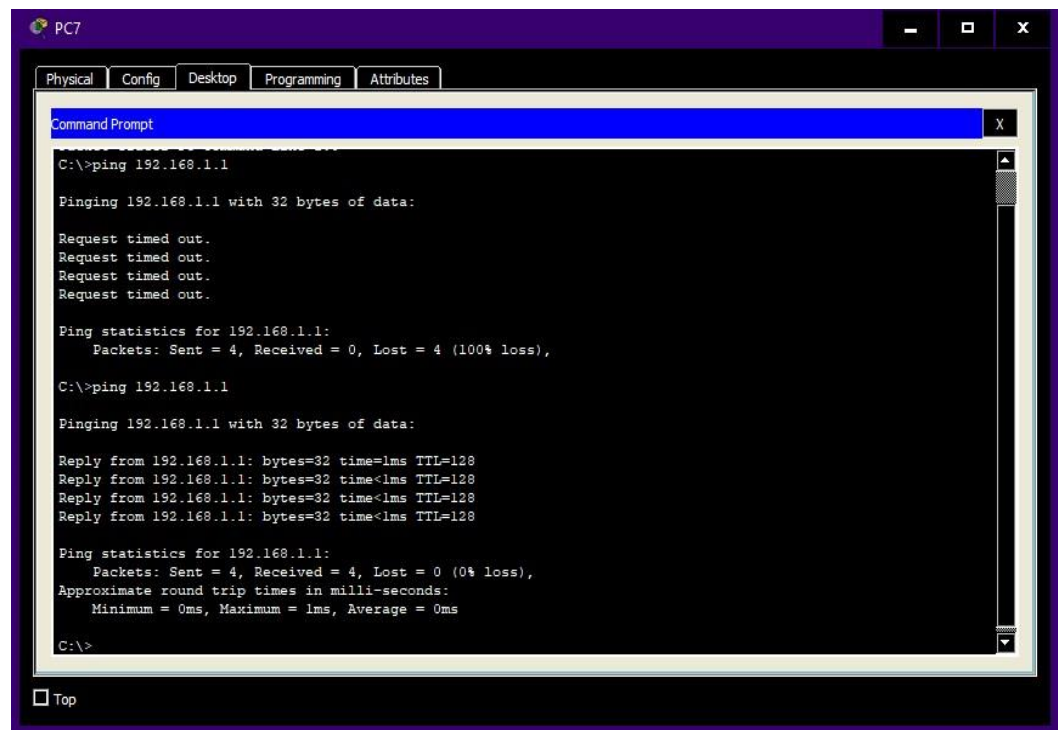 PC7
Physical Config Desktop Programming Attributes
Command Prompt X
C:\>ping 192.168.1.1
Pinging 192.168.1.1 with 32 bytes of data:
Request timed out.
Request timed out.
Request timed out.
Request timed out.
Ping statistics for 192.168.1.1:
Packets: Sent = 4, Received = 0, Lost = 4 (100% loss),
C:\>ping 192.168.1.1
Pinging 192.168.1.1 with 32 bytes of data:
Reply from 192.168.1.1: bytes=32 time=1ms TTL=128
Reply from 192.168.1.1: bytes=32 time<1ms TTL=128
Reply from 192.168.1.1: bytes=32 time<1ms TTL=128
Reply from 192.168.1.1: bytes=32 time<1ms TTL=128
Ping statistics for 192.168.1.1:
Packets: Sent = 4, Received = 4, Lost = 0 (0% loss),
Approximate round trip times in milli-seconds:
Minimum = 0ms, Maximum = 1ms, Average = 0ms
C:\>
Top